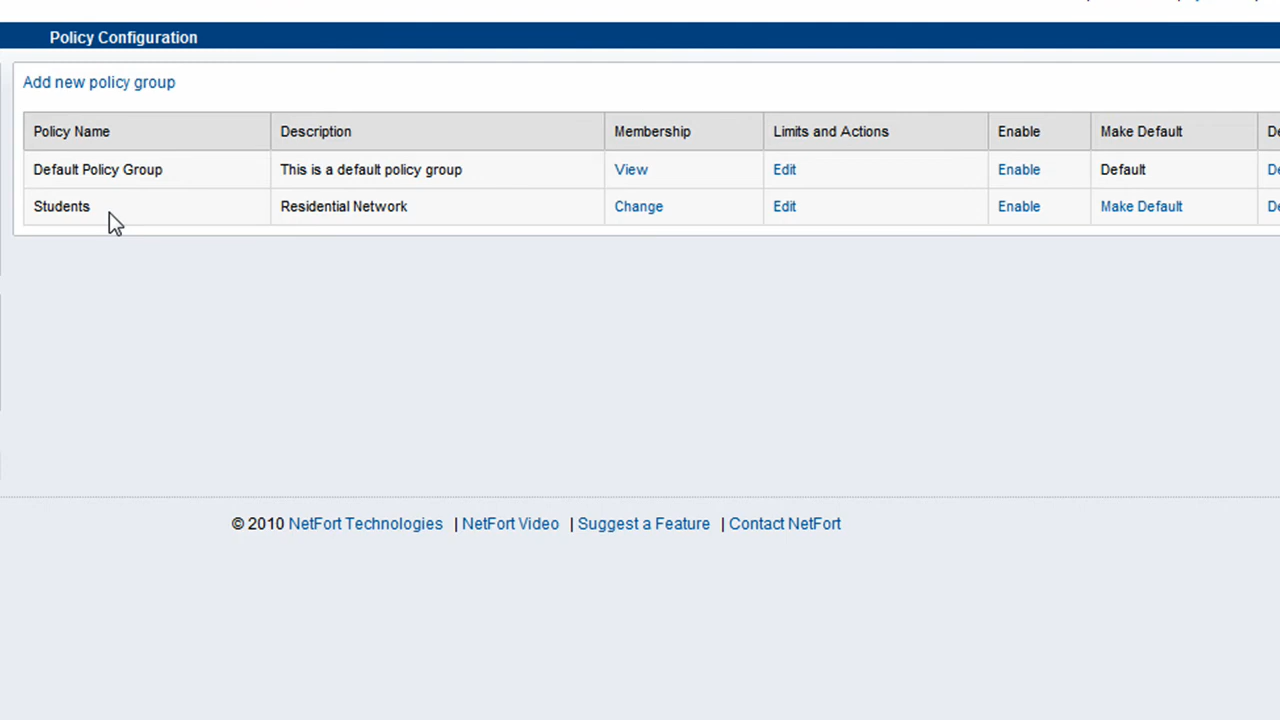 Policy Configuration
Add new policy group
Policy Name Description Membership Limits and Actions Enable Make Default
Default Policy Group This is a default policy group View Edit Enable Default
Students Residential Network Change Edit Enable Make Default
© 2010 NetFort Technologies | NetFort Video | Suggest a Feature | Contact NetFort